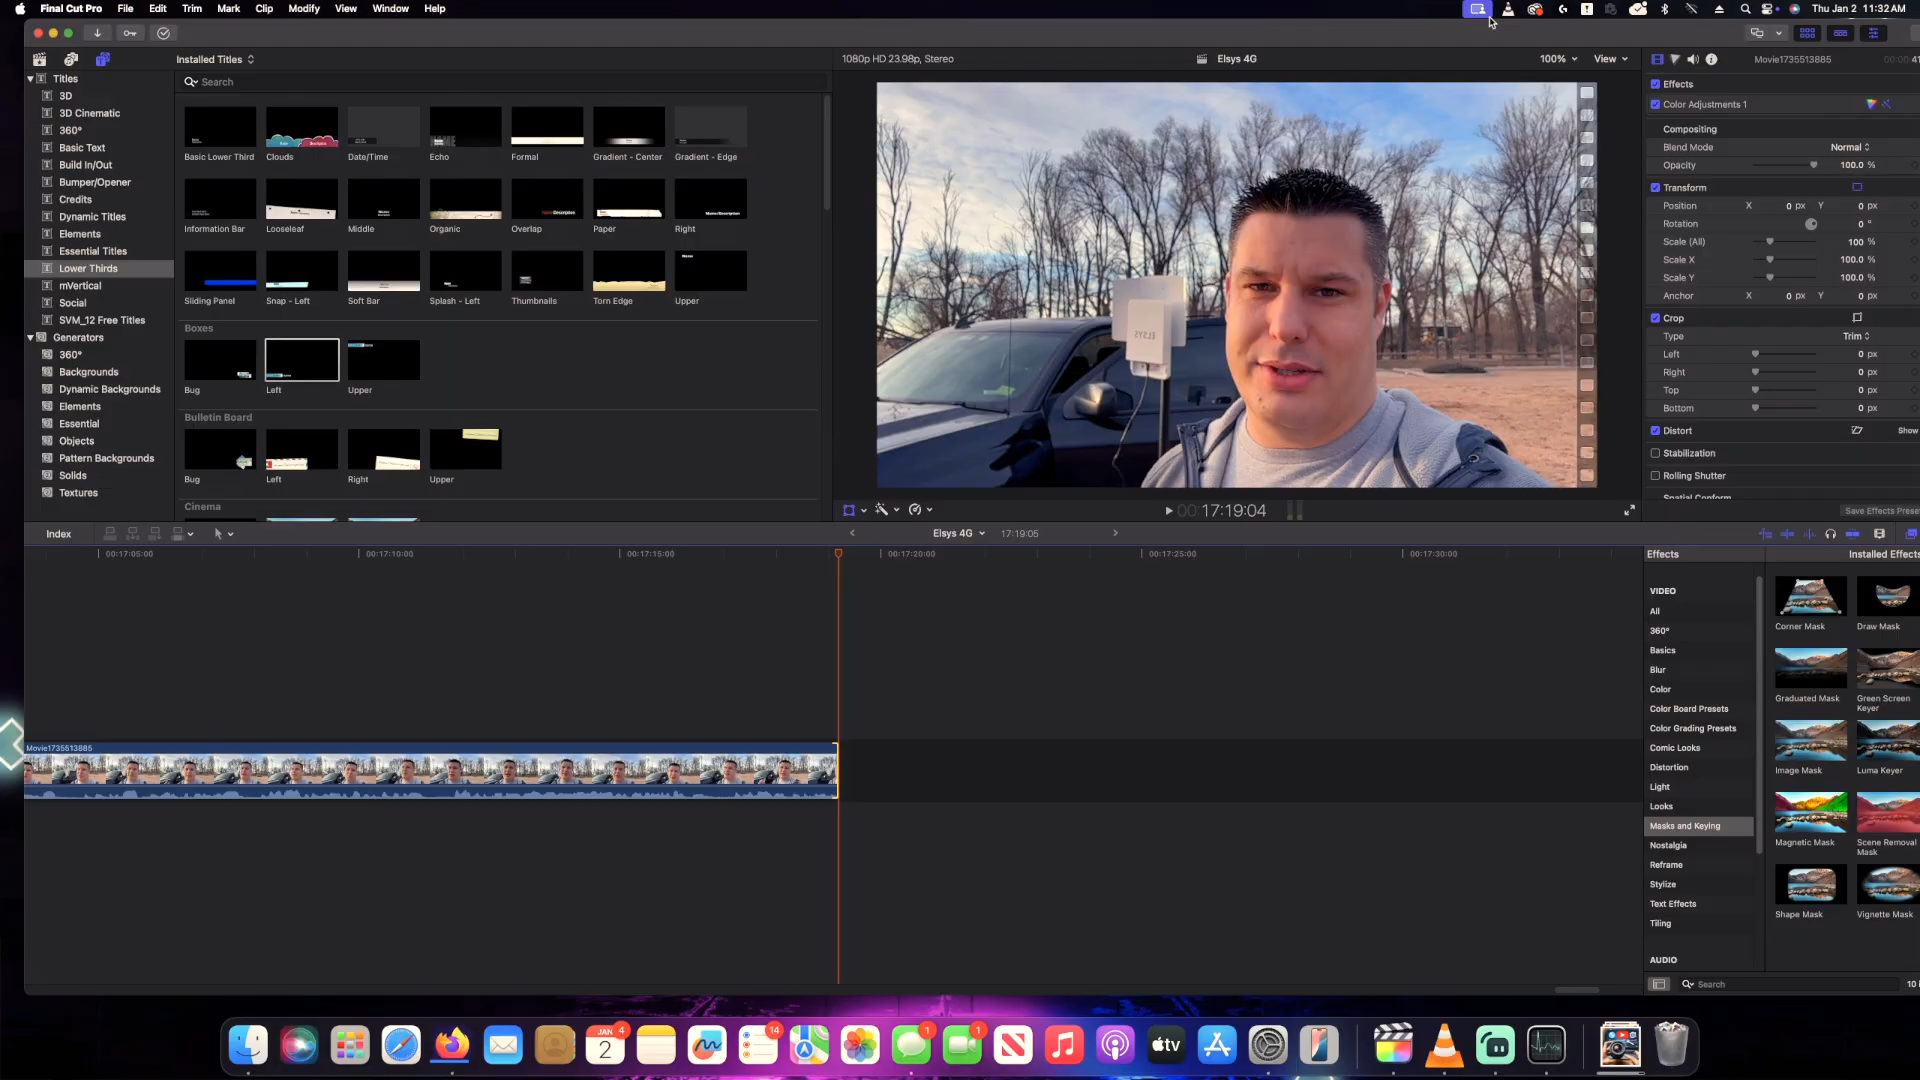 Final Cut Pro File Edit Trim Mark Clip Modify View Window Help
Thu Jan 2 11:32 AM
Installed Titles
1080p HD 23.98p, Stereo
Elsys 4G
100%
View
Movie1735513885
Titles
3D
3D Cinematic
360°
Basic Text
Build In/Out
Bumper/Opener
Credits
Dynamic Titles
Elements
Essential Titles
Lower Thirds
mVertical
Social
SVM_12 Free Titles
Generators
360°
Backgrounds
Dynamic Backgrounds
Elements
Essential
Objects
Pattern Backgrounds
Solids
Textures
Search
Basic Lower Third Clouds Date/Time Echo Formal Gradient - Center Gradient - Edge
Information Bar Looseleaf Middle Organic Overlap Paper Right
Sliding Panel Snap - Left Soft Bar Splash - Left Thumbnails Torn Edge Upper
Boxes
Bug Left Upper
Bulletin Board
Bug Left Right Upper
Cinema
ELSYS
00:17:19:04
Effects
Color Adjustments 1
Compositing
Blend Mode Normal
Opacity 100.0 %
Transform
Position X 0 px Y 0 px
Rotation 0 °
Scale (All) 100 %
Scale X 100.0 %
Scale Y 100.0 %
Anchor X 0 px Y 0 px
Crop
Type Trim
Left 0 px
Right 0 px
Top 0 px
Bottom 0 px
Distort Show
Stabilization
Rolling Shutter
Spatial Conform
Save Effects Prese
Index
Elsys 4G 17:19:05
00:17:05:00 00:17:10:00 00:17:15:00 00:17:20:00 00:17:25:00 00:17:30:00
Movie1735513885
Effects
Installed Effects
VIDEO
All
360°
Basics
Blur
Color
Color Board Presets
Color Grading Presets
Comic Looks
Distortion
Light
Looks
Masks and Keying
Nostalgia
Reframe
Stylize
Text Effects
Tiling
AUDIO
Corner Mask Draw Mask
Graduated Mask Green Screen Keyer
Image Mask Luma Keyer
Magnetic Mask Scene Removal Mask
Shape Mask Vignette Mask
Search
10
JAN
2
4
14
1
1
tv